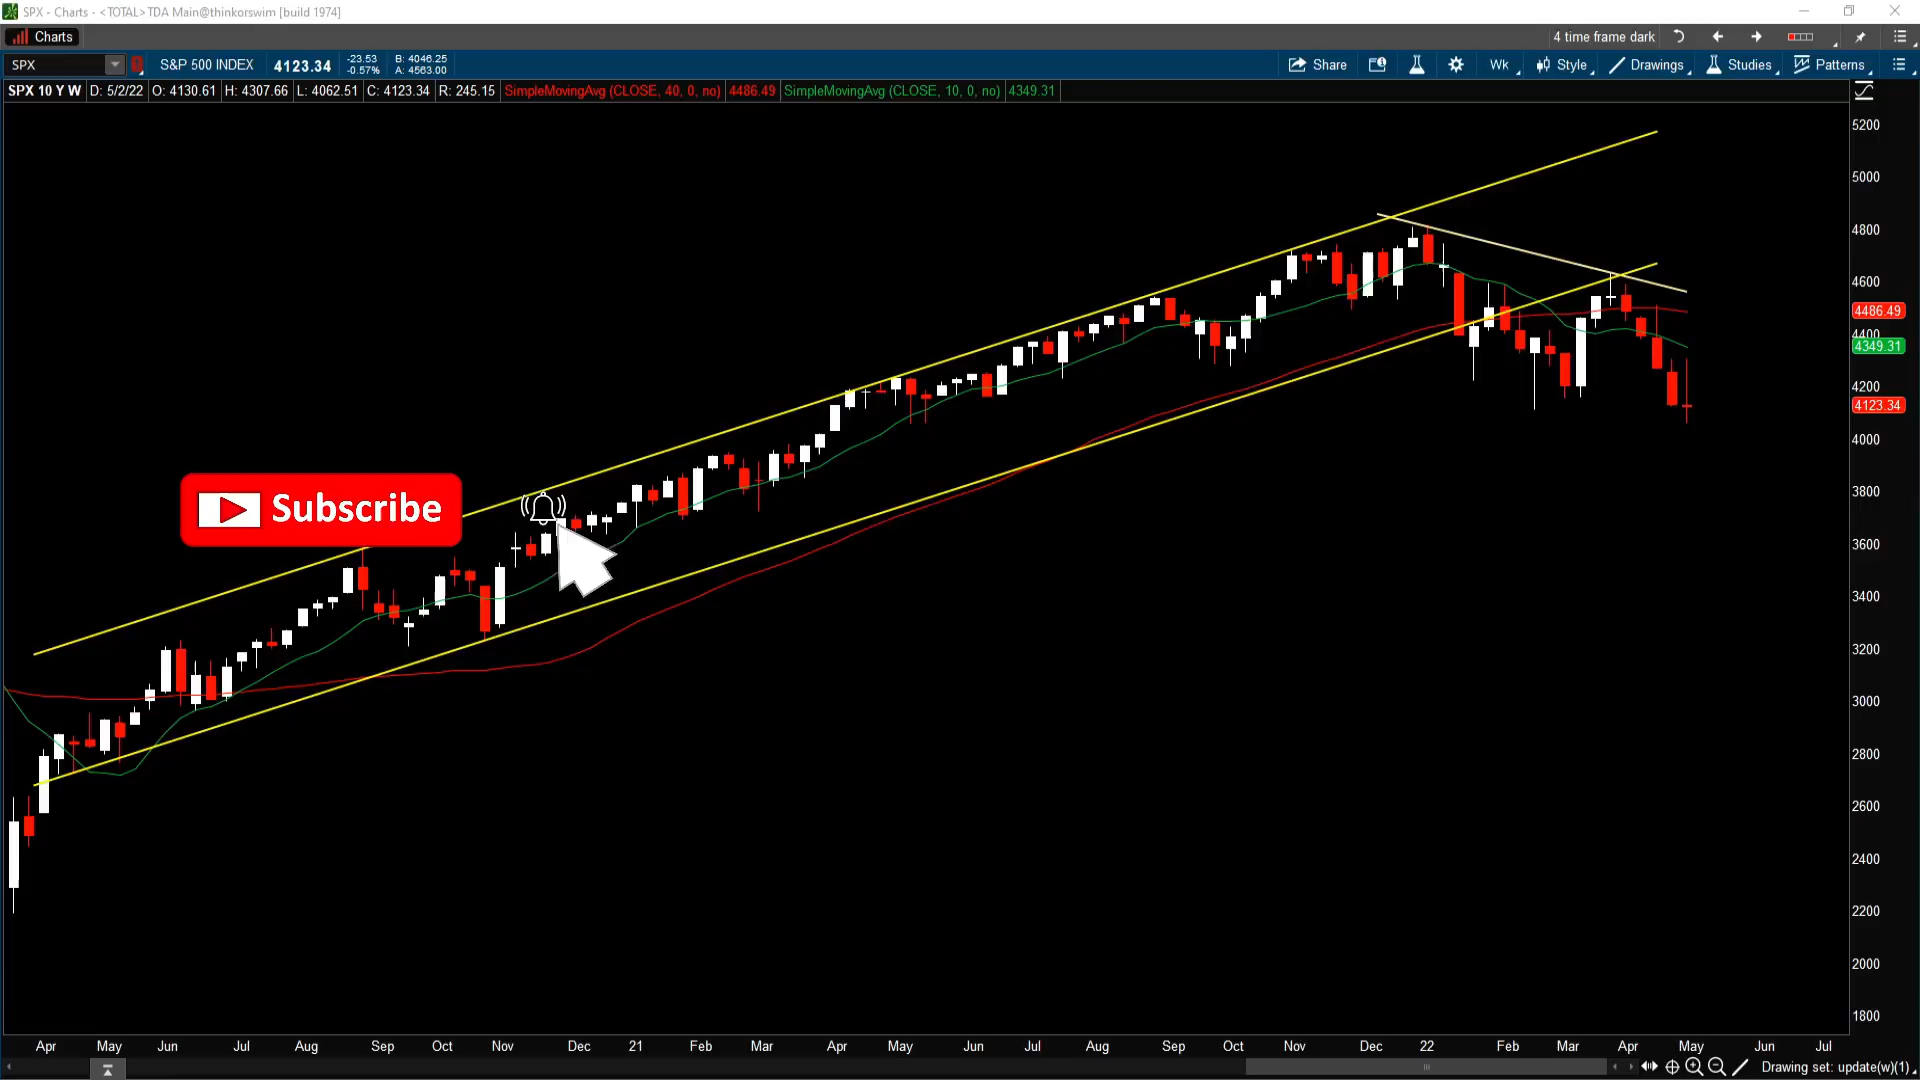 SPX - Charts - <TOTAL> TDA Main@thinkorswim [build 1974]
Charts
4 time frame dark
SPX
S&P 500 INDEX
4123.34
-23.53
-0.57%
B: 4046.25
A: 4563.00
Share
Wk
Style
Drawings
Studies
Patterns
SPX 10 Y W
D: 5/2/22
O: 4130.61
H: 4307.66
L: 4062.51
C: 4123.34
R: 245.15
SimpleMovingAvg (CLOSE, 40, 0, no)
4486.49
SimpleMovingAvg (CLOSE, 10, 0, no)
4349.31
5200
5000
4800
4600
4486.49
4400
4349.31
4200
4123.34
4000
3800
3600
3400
3200
3000
2800
2600
2400
2200
2000
1800
Subscribe
Apr May Jun Jul Aug Sep Oct Nov Dec 21 Feb Mar Apr May Jun Jul Aug Sep Oct Nov Dec 22 Feb Mar Apr May Jun Jul
Drawing set: update(w)(1)